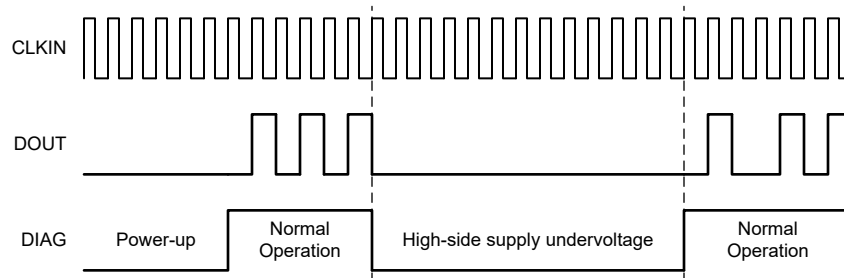 CLKIN
DOUT
DIAG
Power-up
Normal
Operation
High-side supply undervoltage
Normal
Operation